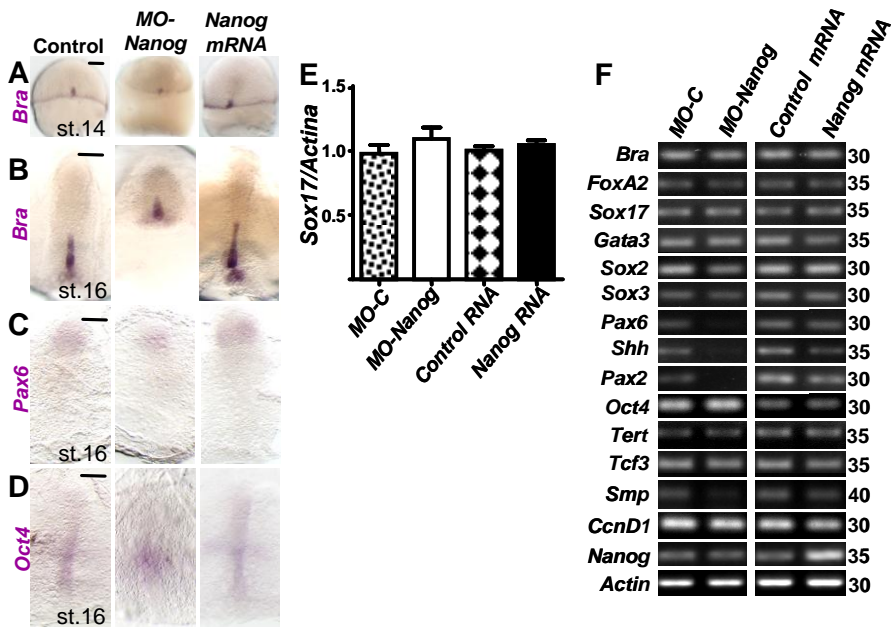 Control
MO-
Nanog
Nanog
mRNA
A
Bra
st.14
B
Bra
st.16
C
Pax6
st.16
D
Oct4
st.16
E
Sox17/Actina
1.5
1.0
0.5
MO-C
MO-Nanog
Control RNA
Nanog RNA
F
MO-C
MO-Nanog
Control mRNA
Nanog mRNA
Bra 30
FoxA2 35
Sox17 35
Gata3 35
Sox2 30
Sox3 30
Pax6 30
Shh 35
Pax2 30
Oct4 30
Tert 35
Tcf3 35
Smp 40
CcnD1 30
Nanog 35
Actin 30